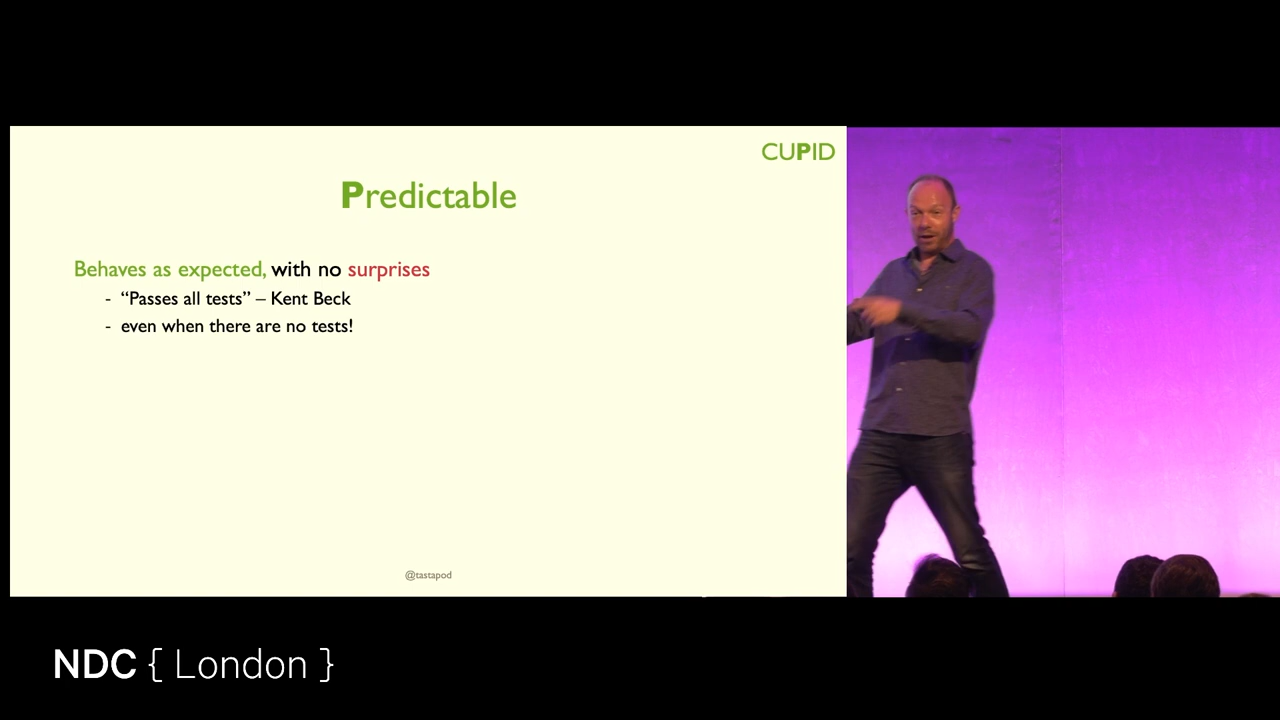 CUPID
Predictable
Behaves as expected, with no surprises
- “Passes all tests” – Kent Beck
- even when there are no tests!
@tastapod
NDC { London }